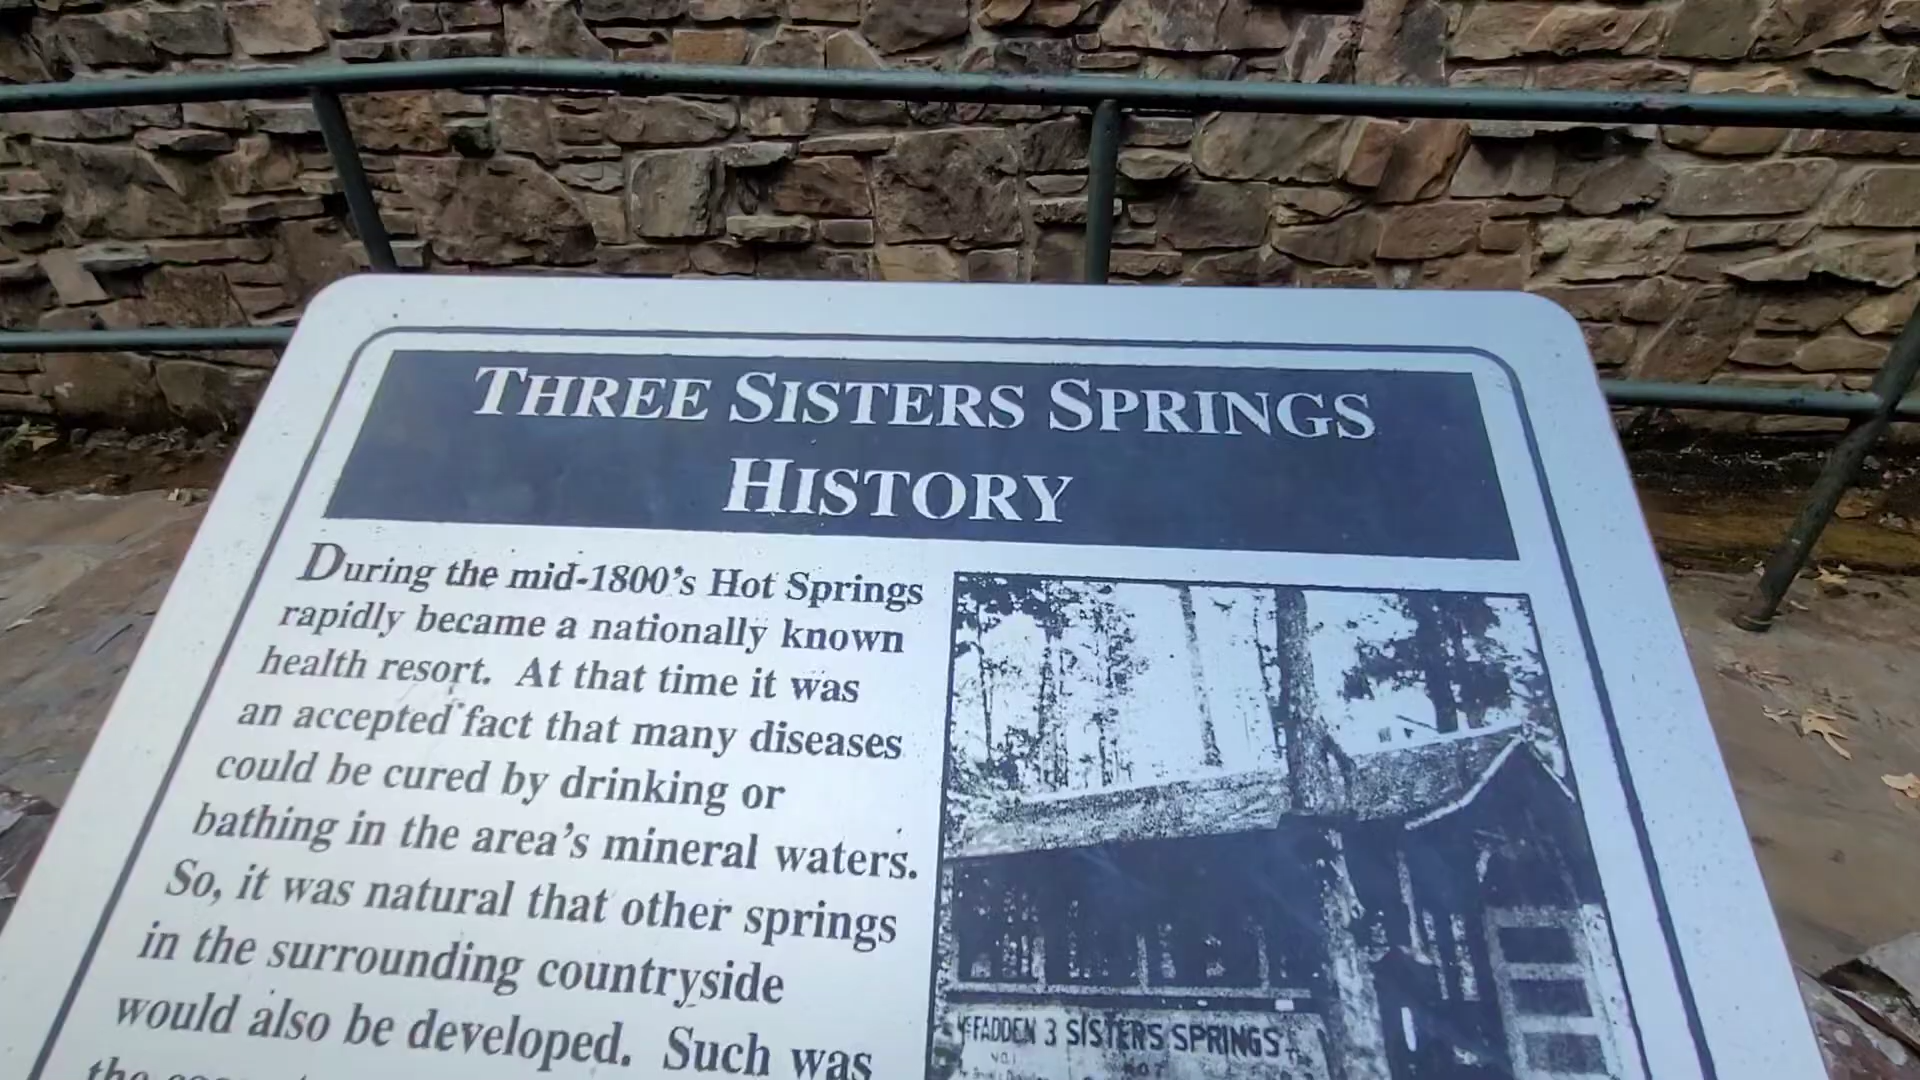 THREE SISTERS SPRINGS
HISTORY
During the mid-1800's Hot Springs
rapidly became a nationally known
health resort. At that time it was
an accepted fact that many diseases
could be cured by drinking or
bathing in the area's mineral waters.
So, it was natural that other springs
in the surrounding countryside
would also be developed. Such was
the
McFADDEN 3 SISTERS SPRINGS